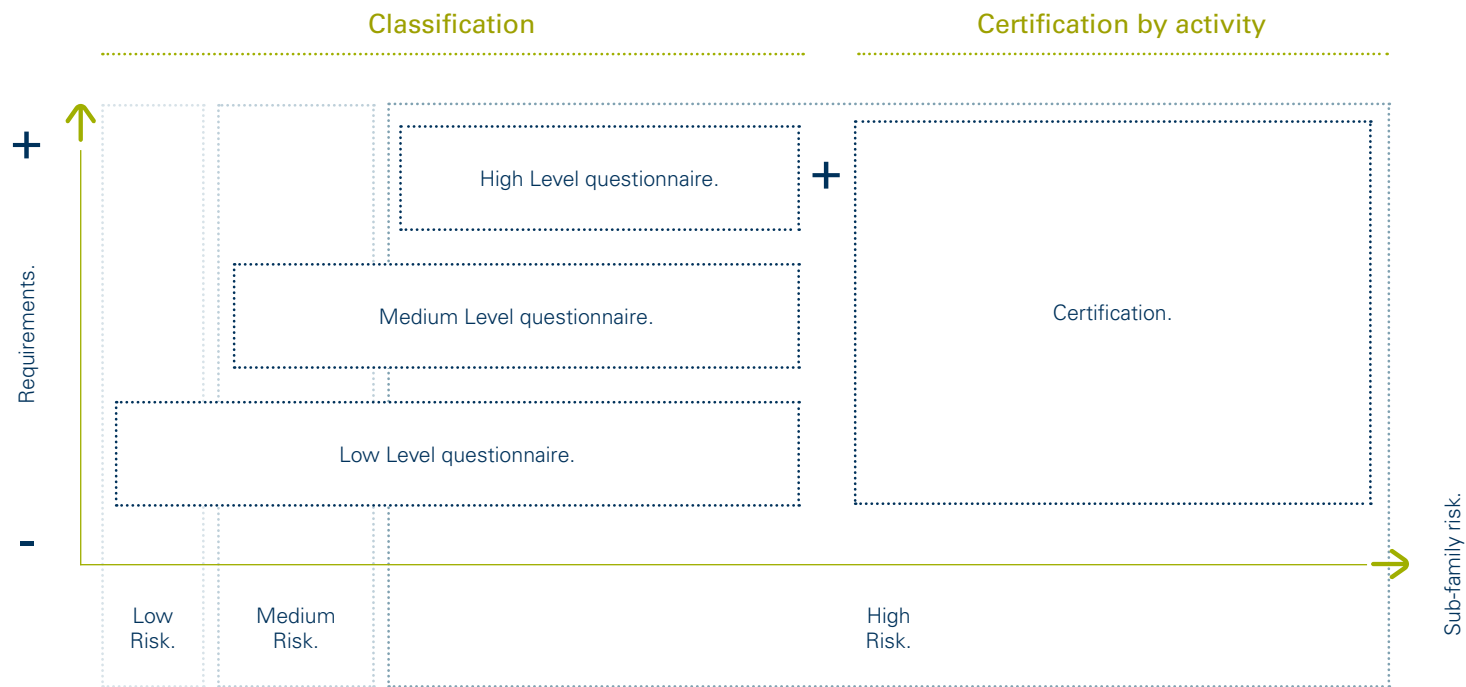 Classification
Certification by activity
+
High Level questionnaire.
+
Requirements.
Medium Level questionnaire.
Certification.
Low Level questionnaire.
-
Sub-family risk.
Low
Risk.
Medium
Risk.
High
Risk.